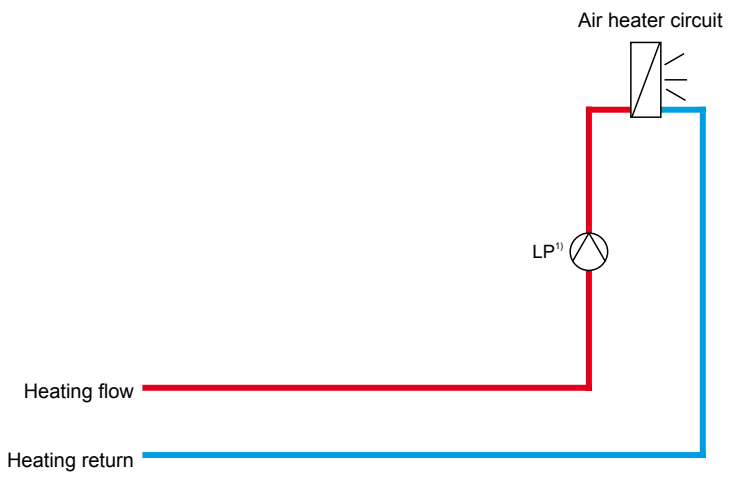 Air heater circuit
LP¹⁾
Heating flow
Heating return